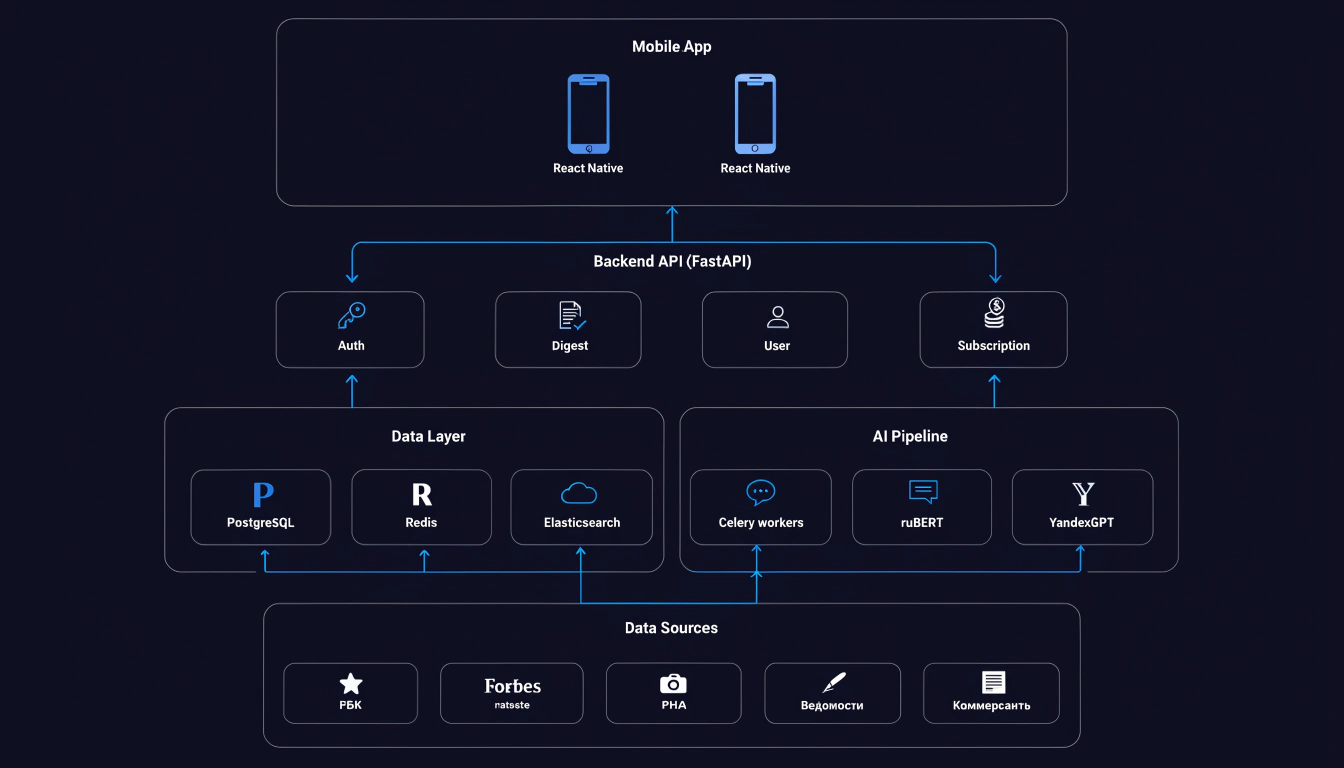 Mobile App
React Native
React Native
Backend API (FastAPI)
Auth
Digest
User
Subscription
Data Layer
AI Pipeline
P
PostgreSQL
R
Redis
Elasticsearch
Celery workers
ruBERT
Y
YandexGPT
Data Sources
РБК
Forbes
natsste
РНА
Ведомости
Коммерсанть